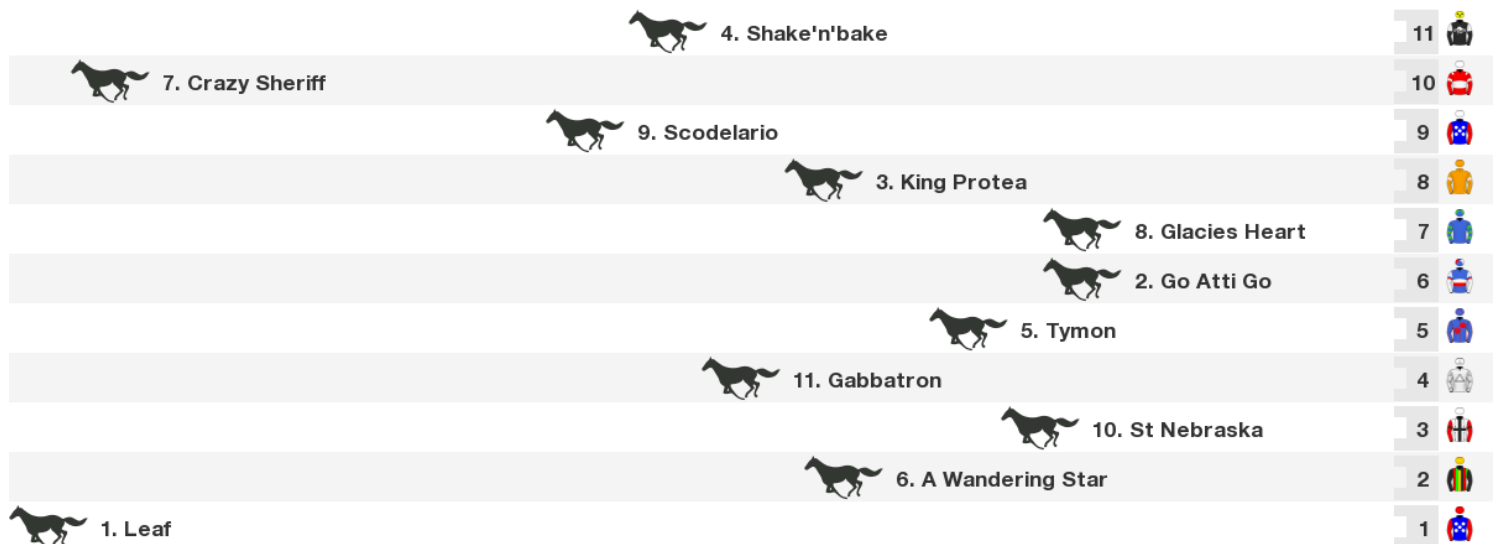 4. Shake'n'bake 11
7. Crazy Sheriff 10
9. Scodelario 9
3. King Protea 8
8. Glacies Heart 7
2. Go Atti Go 6
5. Tymon 5
11. Gabbatron 4
10. St Nebraska 3
6. A Wandering Star 2
1. Leaf 1